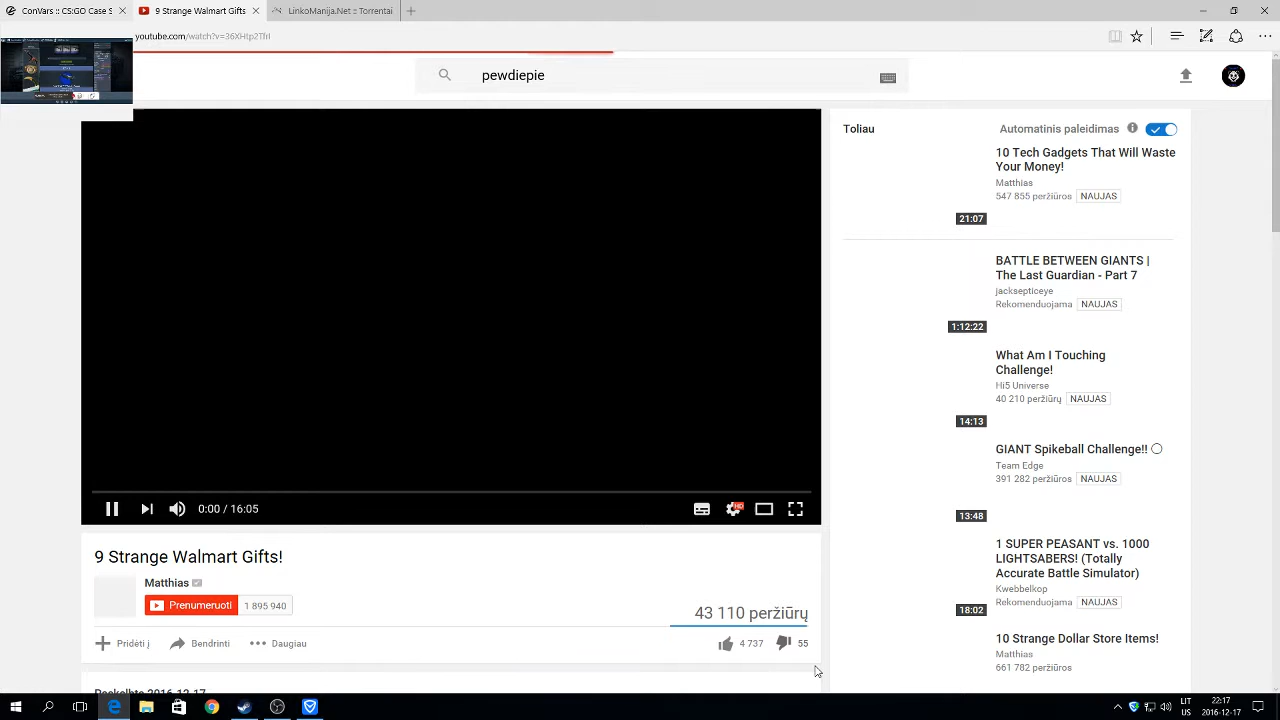 ConVars :: CS:GO Case S
9 Strange Walmart Gifts
LinkoManija.Net :: Torrentai
pewdiepie
Toliau
Automatinis paleidimas
10 Tech Gadgets That Will Waste
Your Money!
Matthias
547 855 peržiūros NAUJAS
21:07
BATTLE BETWEEN GIANTS |
The Last Guardian - Part 7
jacksepticeye
Rekomenduojama NAUJAS
1:12:22
What Am I Touching
Challenge!
Hi5 Universe
40 210 peržiūrų NAUJAS
14:13
GIANT Spikeball Challenge!!
Team Edge
391 282 peržiūros NAUJAS
13:48
1 SUPER PEASANT vs. 1000
LIGHTSABERS! (Totally
Accurate Battle Simulator)
Kwebbelkop
Rekomenduojama NAUJAS
18:02
10 Strange Dollar Store Items!
Matthias
661 782 peržiūros
0:00 / 16:05
HD
9 Strange Walmart Gifts!
Matthias
Prenumeruoti 1 895 940
43 110 peržiūrų
Pridėti į Bendrinti Daugiau
4 737 55
Paskelbta 2016-12-17
LIT
US
22:17
2016-12-17